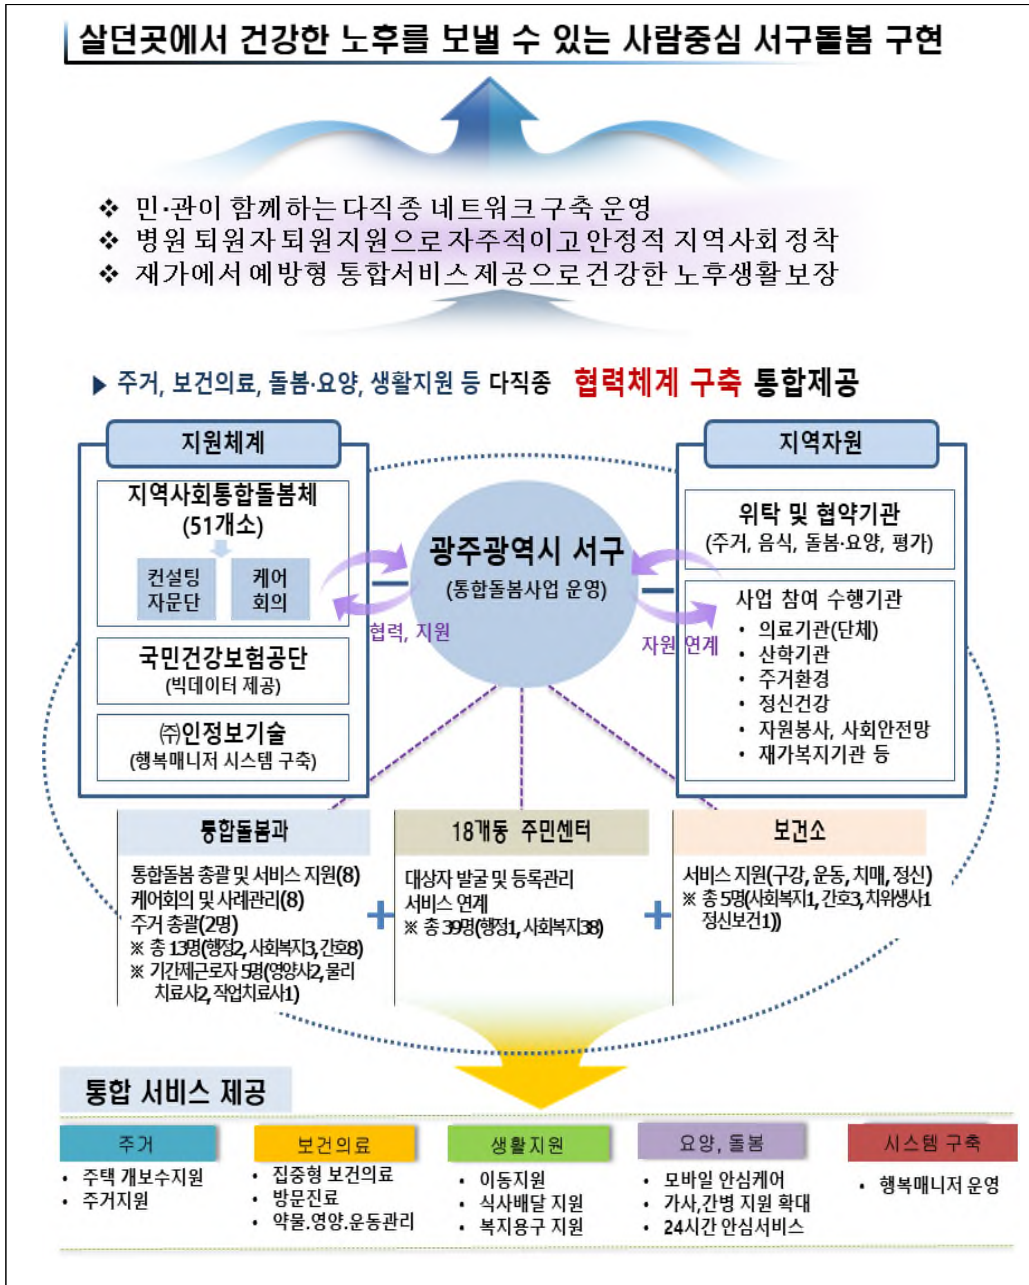 살던곳에서 건강한 노후를 보낼 수 있는 사람중심 서구돌봄 구현
❖ 민·관이 함께하는 다직종 네트워크 구축 운영
❖ 병원 퇴원자 퇴원지원으로 자주적이고 안정적 지역사회 정착
❖ 재가에서 예방형 통합서비스 제공으로 건강한 노후생활 보장
▶ 주거, 보건의료, 돌봄·요양, 생활지원 등 다직종 협력체계 구축 통합제공
지원체계
지역사회통합돌봄체
(51개소)
컨설팅
자문단
케어
회의
국민건강보험공단
(빅데이터 제공)
㈜인정보기술
(행복매니저 시스템 구축)
협력, 지원
광주광역시 서구
(통합돌봄사업 운영)
자원 연계
지역자원
위탁 및 협약기관
(주거, 음식, 돌봄·요양, 평가)
사업 참여 수행기관
• 의료기관(단체)
• 산학기관
• 주거환경
• 정신건강
• 자원봉사, 사회안전망
• 재가복지기관 등
통합돌봄과
통합돌봄 총괄 및 서비스 지원(8)
케어회의 및 사례관리(8)
주거 총괄(2명)
※ 총 13명(행정2, 사회복지3, 간호8)
※ 기간제근로자 5명(영양사2, 물리
치료사2, 작업치료사1)
+
18개동 주민센터
대상자 발굴 및 등록관리
서비스 연계
※ 총 39명(행정1, 사회복지38)
+
보건소
서비스 지원(구강, 운동, 치매, 정신)
※ 총 5명(사회복지1, 간호3, 치위생사1
정신보건1))
통합 서비스 제공
주거
• 주택 개보수지원
• 주거지원
보건의료
• 집중형 보건의료
• 방문진료
• 약물.영양.운동관리
생활지원
• 이동지원
• 식사배달 지원
• 복지용구 지원
요양, 돌봄
• 모바일 안심케어
• 가사,간병 지원 확대
• 24시간 안심서비스
시스템 구축
• 행복매니저 운영